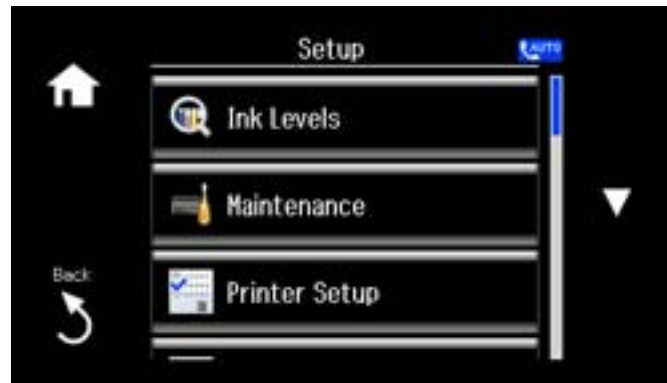 Setup
AUTO
Ink Levels
Maintenance
Printer Setup
Back